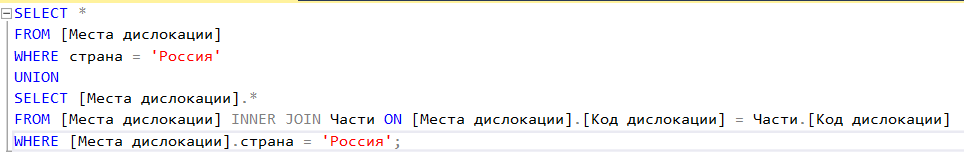 SELECT *
FROM [Места дислокации]
WHERE страна = 'Россия'
UNION
SELECT [Места дислокации].*
FROM [Места дислокации] INNER JOIN Части ON [Места дислокации].[Код дислокации] = Части.[Код дислокации]
WHERE [Места дислокации].страна = 'Россия';